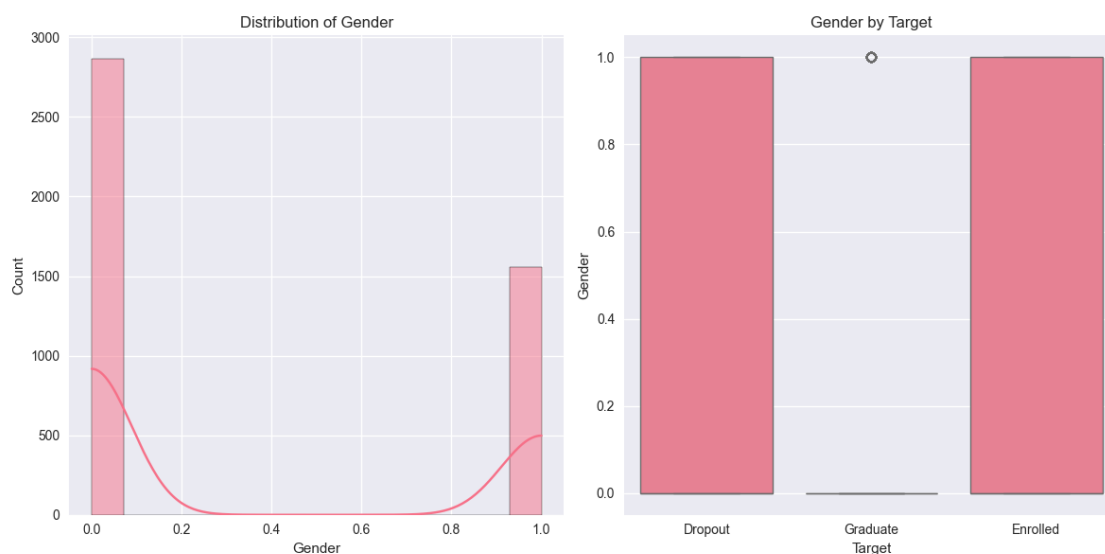 Distribution of Gender
3000
2500
2000
1500
1000
500
0
Count
0.0
0.2
0.4
0.6
0.8
1.0
Gender
Gender by Target
1.0
0.8
0.6
0.4
0.2
0.0
Gender
Dropout
Graduate
Enrolled
Target